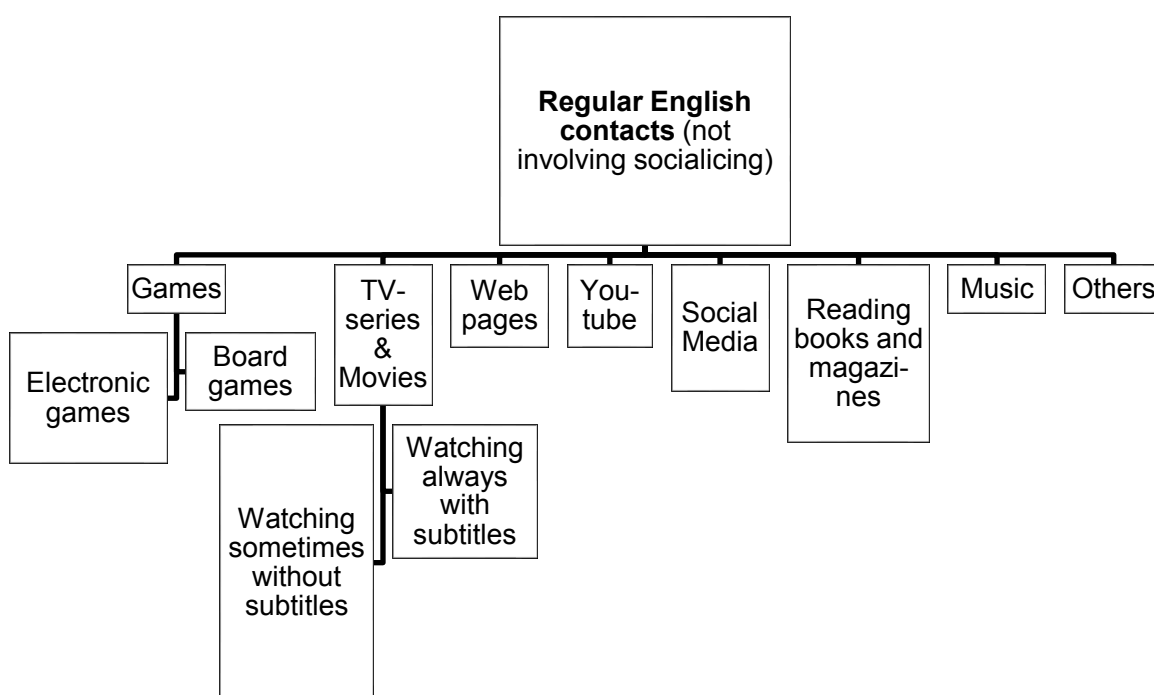 Regular English
contacts (not
involving socialicing)
Games
TV-
series
&
Movies
Web
pages
You-
tube
Social
Media
Reading
books and
magazi-
nes
Music
Others
Electronic
games
Board
games
Watching
sometimes
without
subtitles
Watching
always
with
subtitles